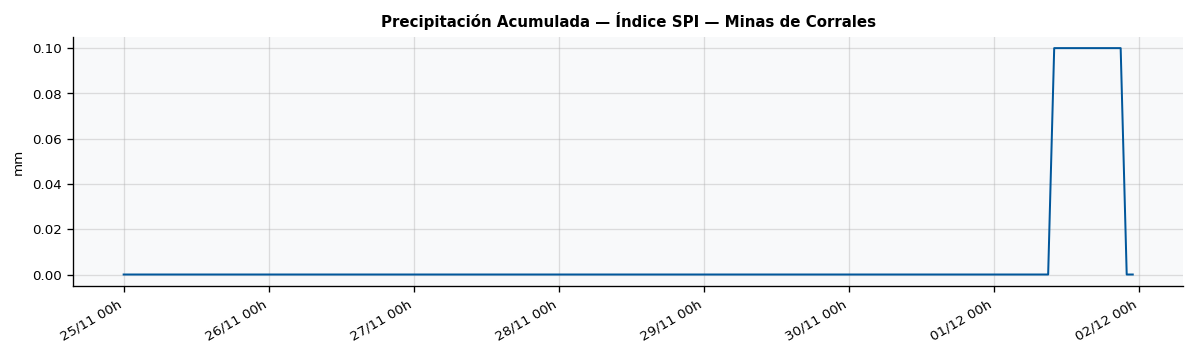 Precipitación Acumulada — Índice SPI — Minas de Corrales
0.10
0.08
0.06
0.04
0.02
0.00
mm
25/11 00h
26/11 00h
27/11 00h
28/11 00h
29/11 00h
30/11 00h
01/12 00h
02/12 00h